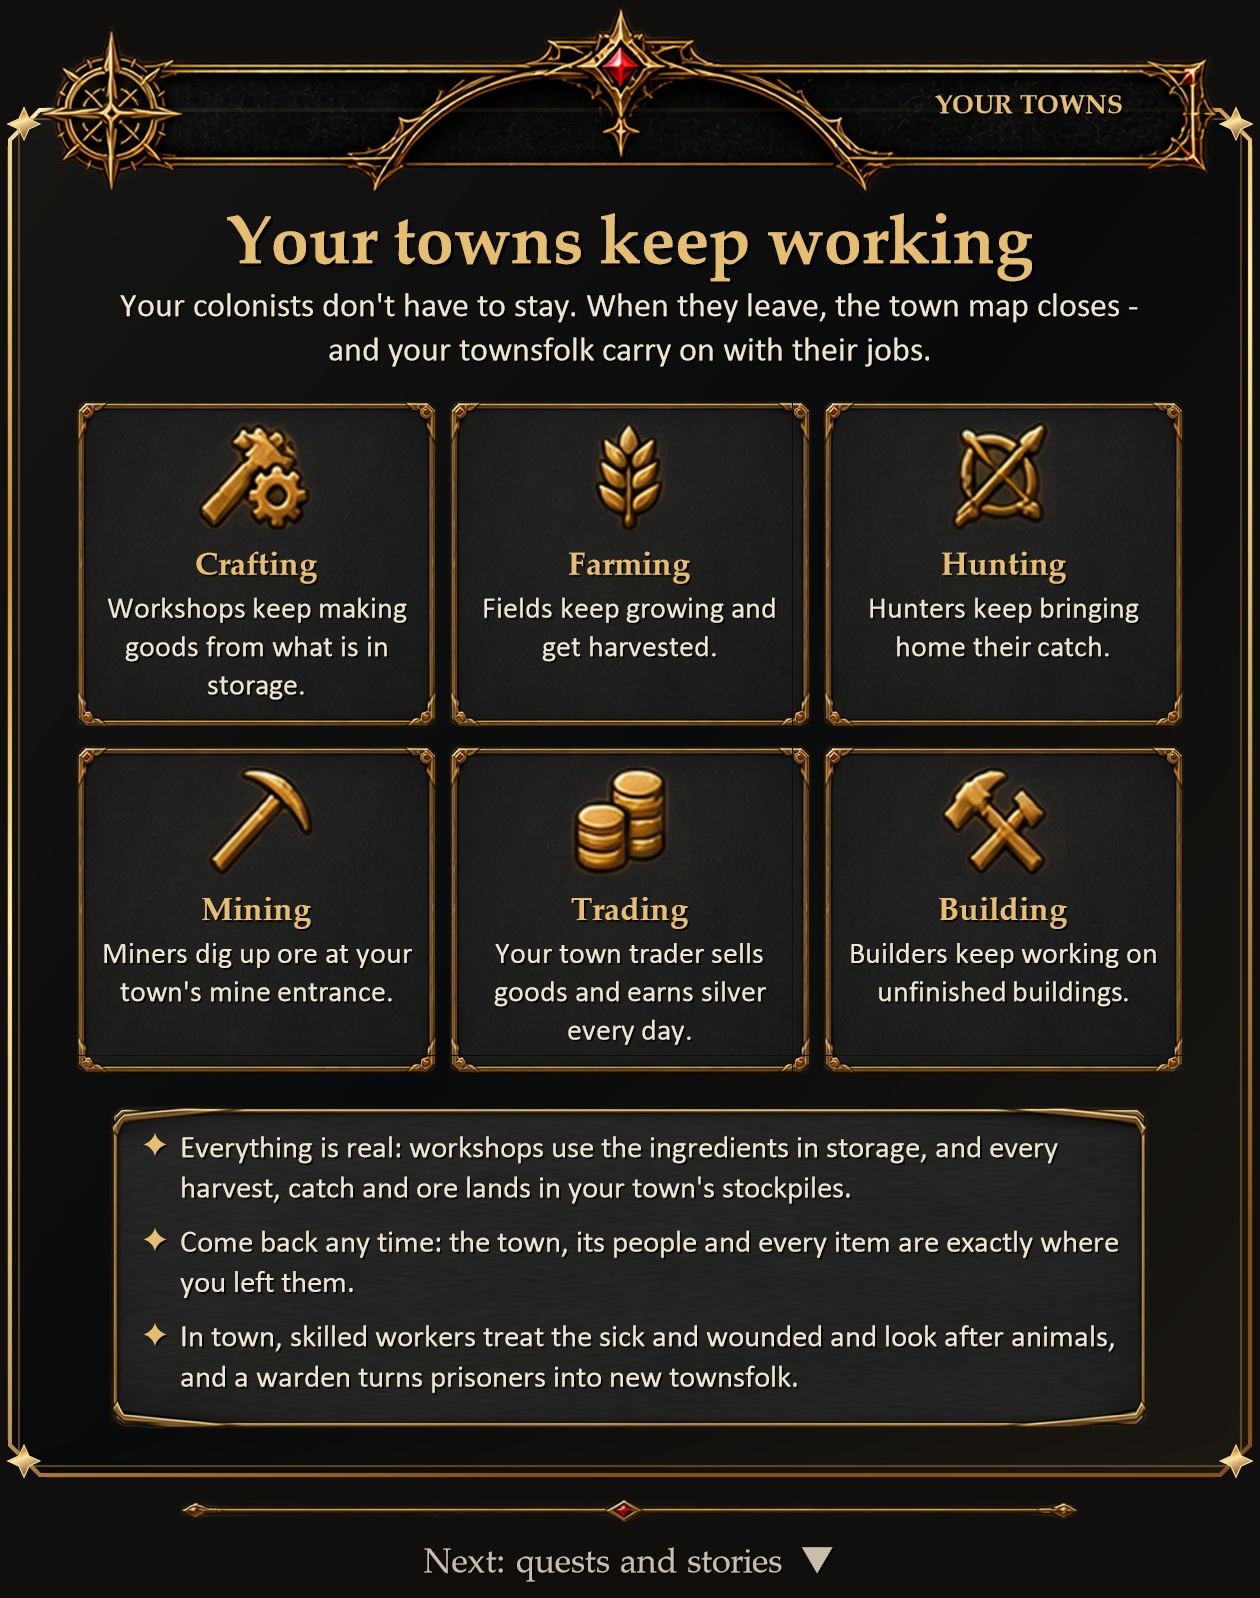 YOUR TOWNS
Your towns keep working
Your colonists don't have to stay. When they leave, the town map closes -
and your townsfolk carry on with their jobs.
Crafting
Workshops keep making
goods from what is in
storage.
Farming
Fields keep growing and
get harvested.
Hunting
Hunters keep bringing
home their catch.
Mining
Miners dig up ore at your
town's mine entrance.
Trading
Your town trader sells
goods and earns silver
every day.
Building
Builders keep working on
unfinished buildings.
Everything is real: workshops use the ingredients in storage, and every
harvest, catch and ore lands in your town's stockpiles.
Come back any time: the town, its people and every item are exactly where
you left them.
In town, skilled workers treat the sick and wounded and look after animals,
and a warden turns prisoners into new townsfolk.
Next: quests and stories ▼